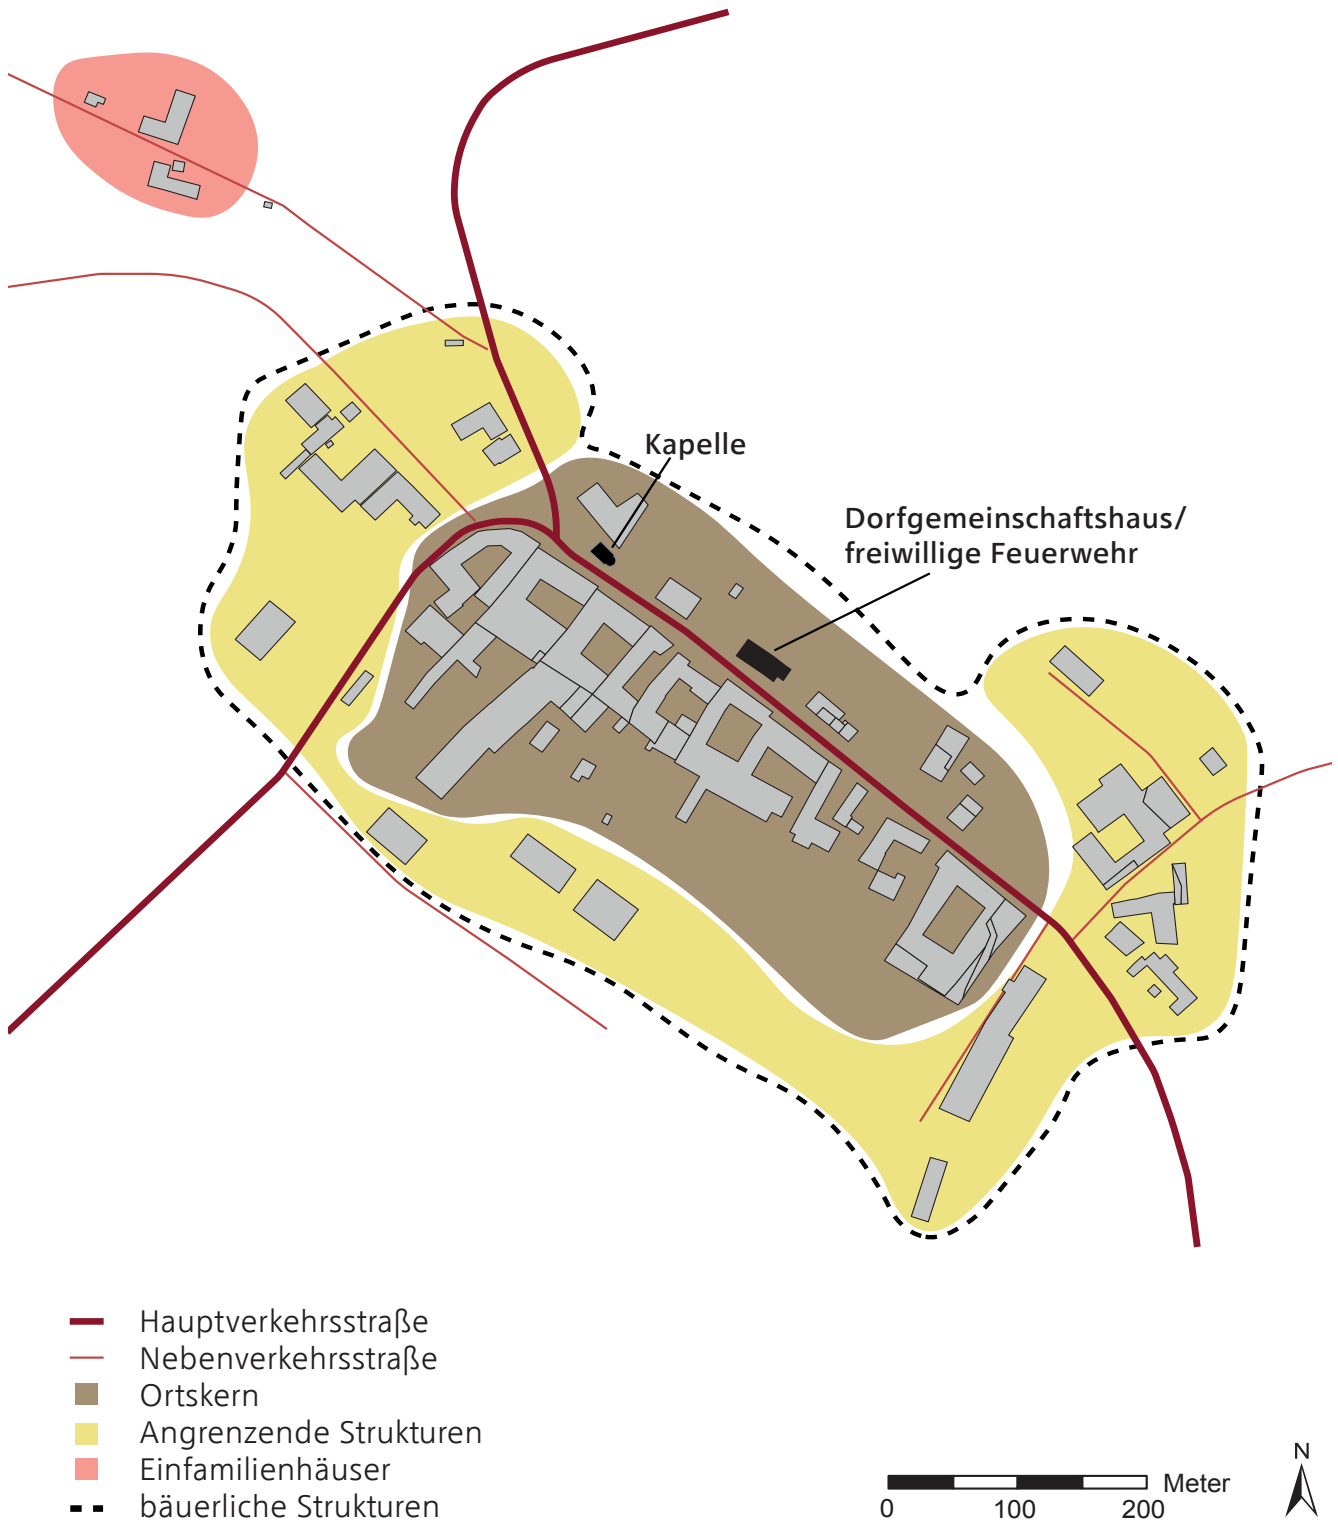 Kapelle
Dorfgemeinschaftshaus/
freiwillige Feuerwehr
Hauptverkehrsstraße
Nebenverkehrsstraße
Ortskern
Angrenzende Strukturen
Einfamilienhäuser
bäuerliche Strukturen
Meter
0 100 200
N